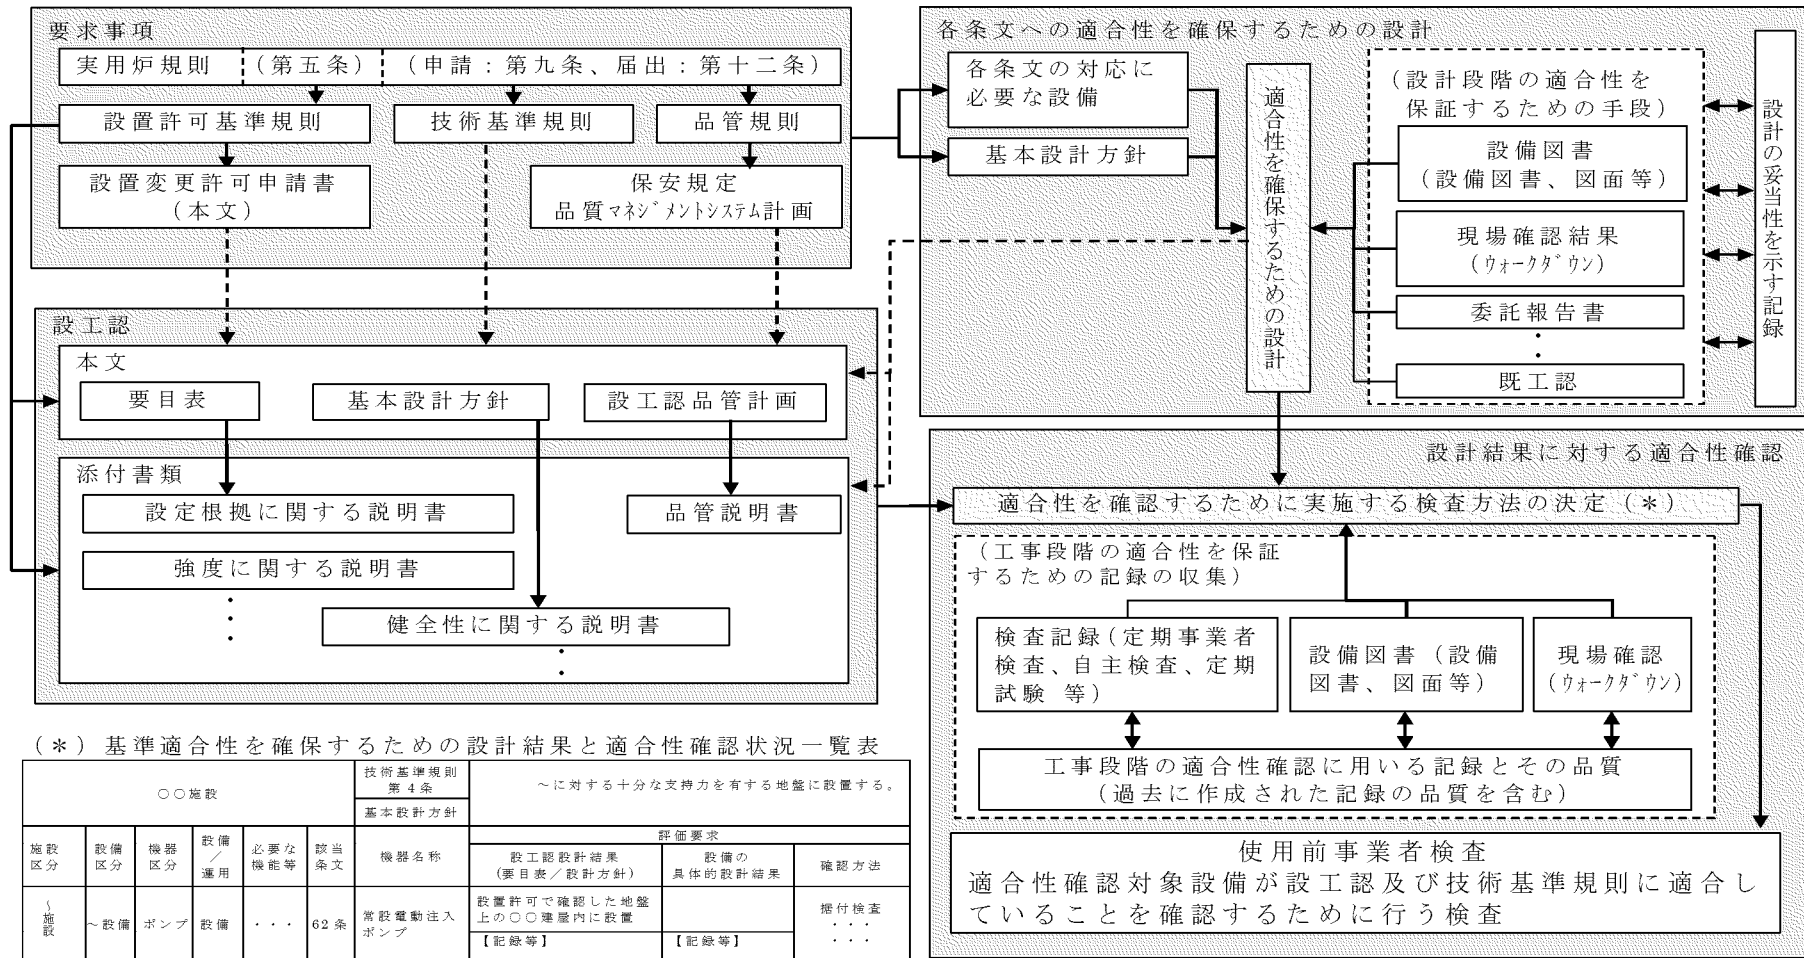 要求事項
実用炉規則 (第五条) (申請：第九条、届出：第十二条)
設置許可基準規則
技術基準規則
品管規則
設置変更許可申請書
(本文)
保安規定
品質ﾏﾈｼﾞﾒﾝﾄｼｽﾃﾑ計画
設工認
本文
要目表
基本設計方針
設工認品管計画
添付書類
設定根拠に関する説明書
品管説明書
強度に関する説明書
・
・
・
健全性に関する説明書
・
・
各条文への適合性を確保するための設計
各条文の対応に
必要な設備
基本設計方針
適合性を確保するための設計
(設計段階の適合性を
保証するための手段)
設備図書
(設備図書、図面等)
現場確認結果
(ｳｫｰｸﾀﾞｳﾝ)
委託報告書
・
・
既工認
設計の妥当性を示す記録
設計結果に対する適合性確認
適合性を確認するために実施する検査方法の決定 (＊)
(工事段階の適合性を保証
するための記録の収集)
検査記録(定期事業者
検査、自主検査、定期
試験 等)
設備図書 (設備
図書、図面等)
現場確認
(ｳｫｰｸﾀﾞｳﾝ)
工事段階の適合性確認に用いる記録とその品質
(過去に作成された記録の品質を含む)
使用前事業者検査
適合性確認対象設備が設工認及び技術基準規則に適合し
ていることを確認するために行う検査
(＊) 基準適合性を確保するための設計結果と適合性確認状況一覧表
○○施設
技術基準規則
第4条
～に対する十分な支持力を有する地盤に設置する。
基本設計方針
施設
区分
設備
区分
機器
区分
設備
／
運用
必要な
機能等
該当
条文
機器名称
評価要求
設工認設計結果
(要目表／設計方針)
設備の
具体的設計結果
確認方法
～施設
～設備
ポンプ
設備
・・・
62条
常設電動注入
ポンプ
設置許可で確認した地盤
上の○○建屋内に設置
【記録等】
【記録等】
据付検査
・・・
・・・